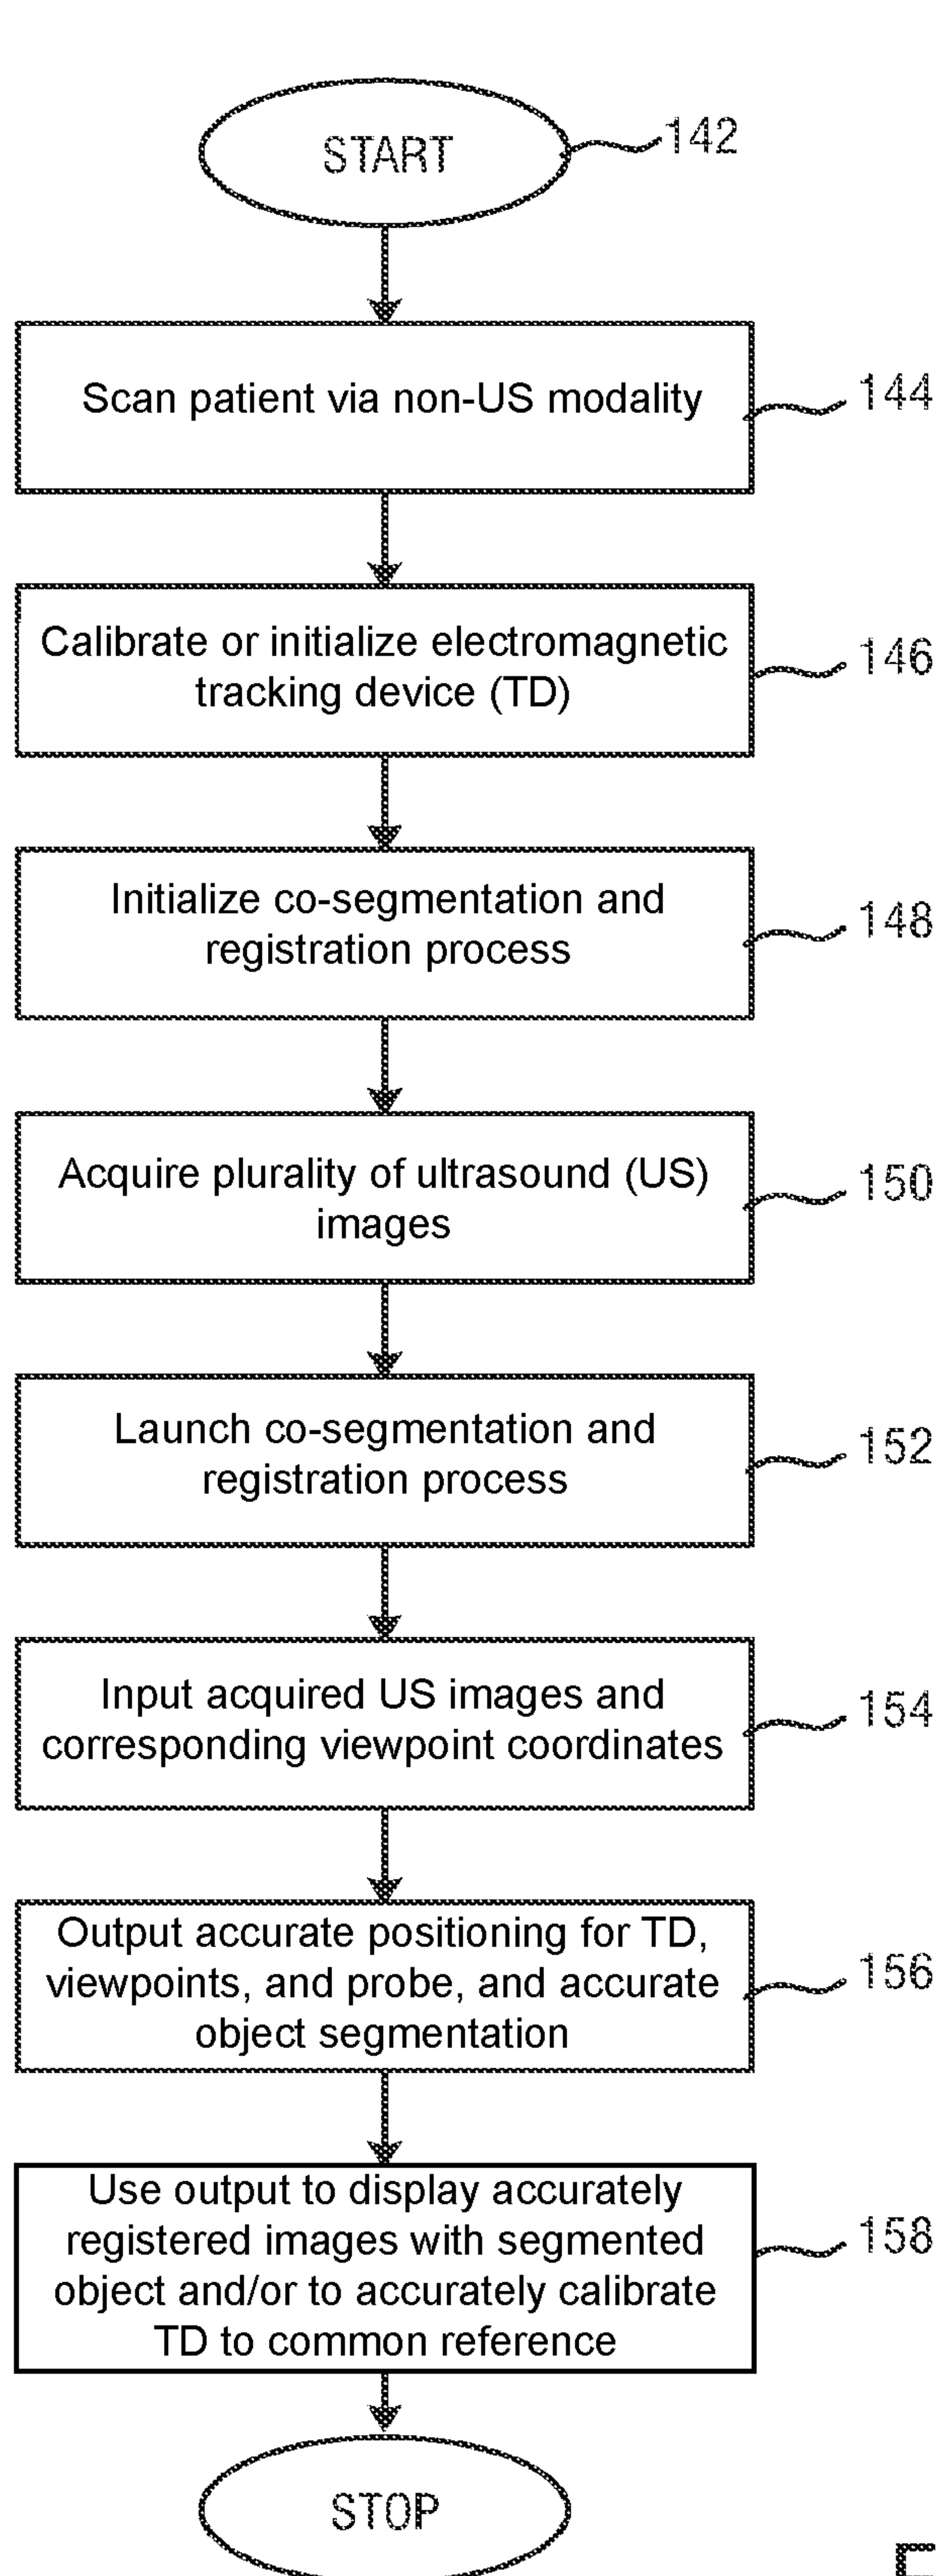 START
142
Scan patient via non-US modality
144
Calibrate or initialize electromagnetic
tracking device (TD)
146
Initialize co-segmentation and
registration process
148
Acquire plurality of ultrasound (US)
images
150
Launch co-segmentation and
registration process
152
Input acquired US images and
corresponding viewpoint coordinates
154
Output accurate positioning for TD,
viewpoints, and probe, and accurate
object segmentation
156
Use output to display accurately
registered images with segmented
object and/or to accurately calibrate
TD to common reference
158
STOP